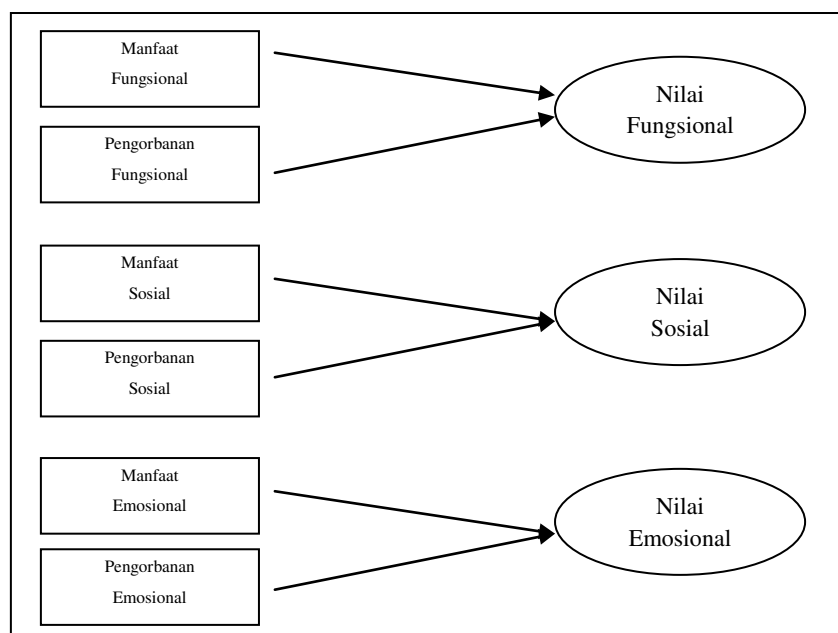 Manfaat
Fungsional
Nilai
Fungsional
Pengorbanan
Fungsional
Manfaat
Sosial
Nilai
Sosial
Pengorbanan
Sosial
Manfaat
Emosional
Nilai
Emosional
Pengorbanan
Emosional